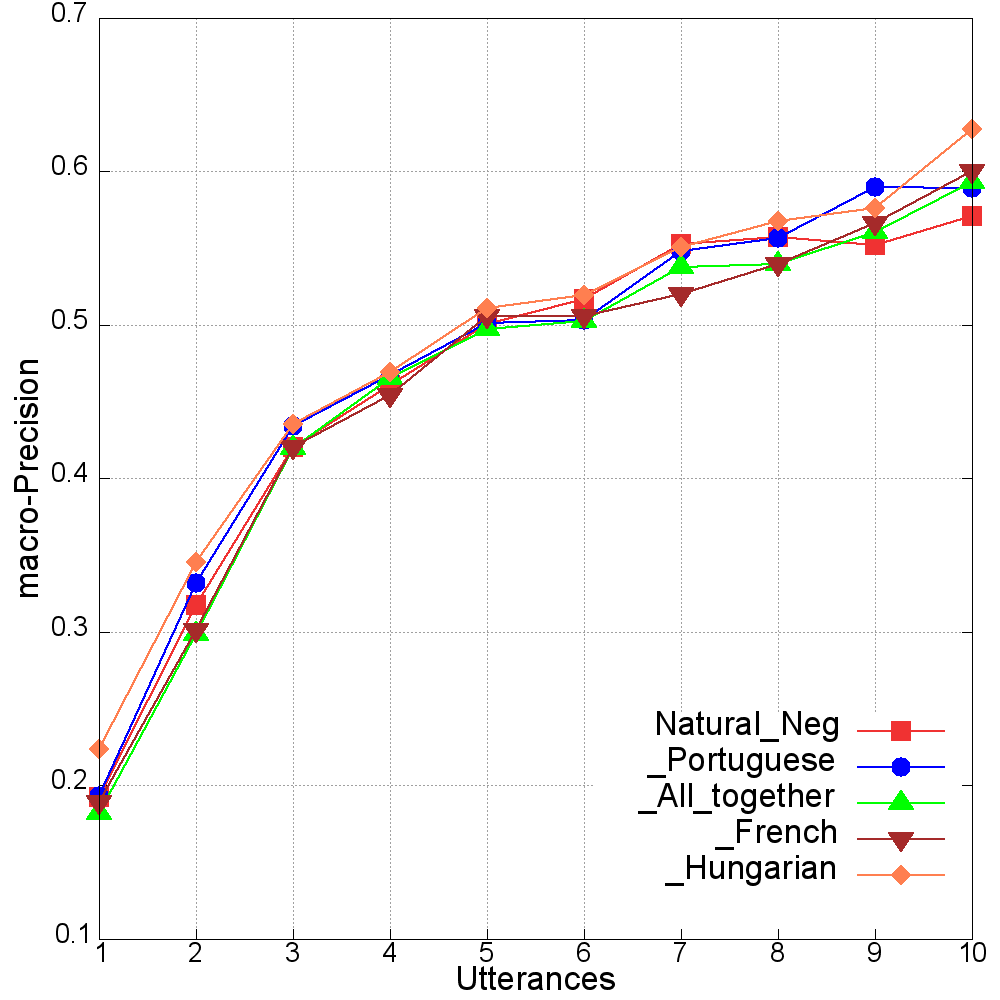 0.7
0.6
0.5
0.4
0.3
0.2
0.1
macro-Precision
Natural_Neg
_Portuguese
_All_together
_French
_Hungarian
1 2 3 4 5 6 7 8 9 10
Utterances